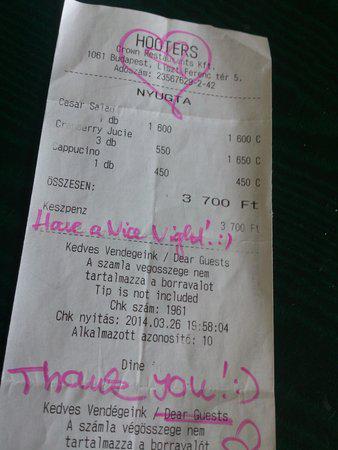 HOOTERS
Crown Restaurants Kft.
1061 Budapest, Liszt Ferenc tér 5.
Adószám: 23567629-2-42
NYUGTA
Cesar Salad
1 db 1 600 1 600 C
Cranberry Jucie
3 db 550 1 650 C
Cappucino
1 db 450 450 C
ÖSSZESEN: 3 700 Ft
Keszpenz 3 700 Ft
Have a Nice Night! :)
Kedves Vendegeink / Dear Guests
A szamla vegosszege nem
tartalmazza a borravalot
Tip is not included
Chk szám: 1961
Chk nyitás: 2014.03.26 19:58:04
Alkalmazott azonosító: 10
Dine
Thank you! :)
Kedves Vendégeink / Dear Guests
A számla végösszege nem
tartalmazza a borravalót